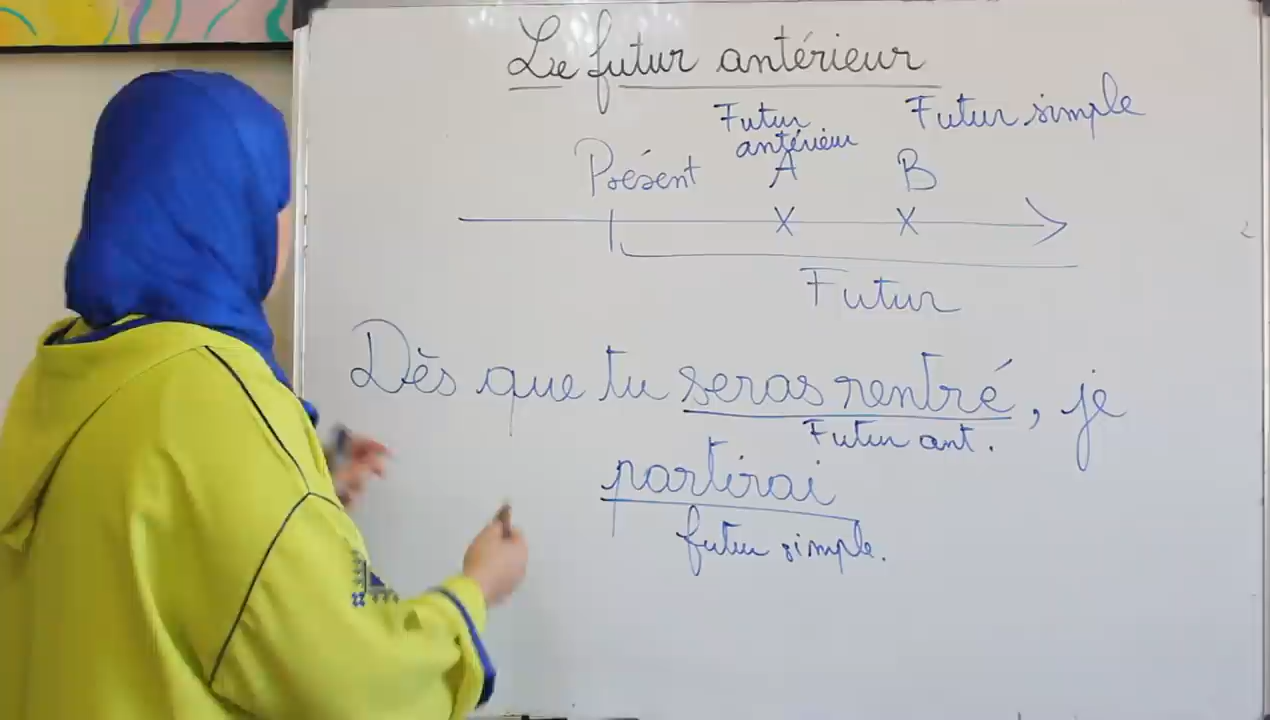 Le futur antérieur
Futur simple
Futur
antérieur
Présent A B
X X
Futur
Dès que tu seras rentré, je
Futur ant.
partirai
futur simple.